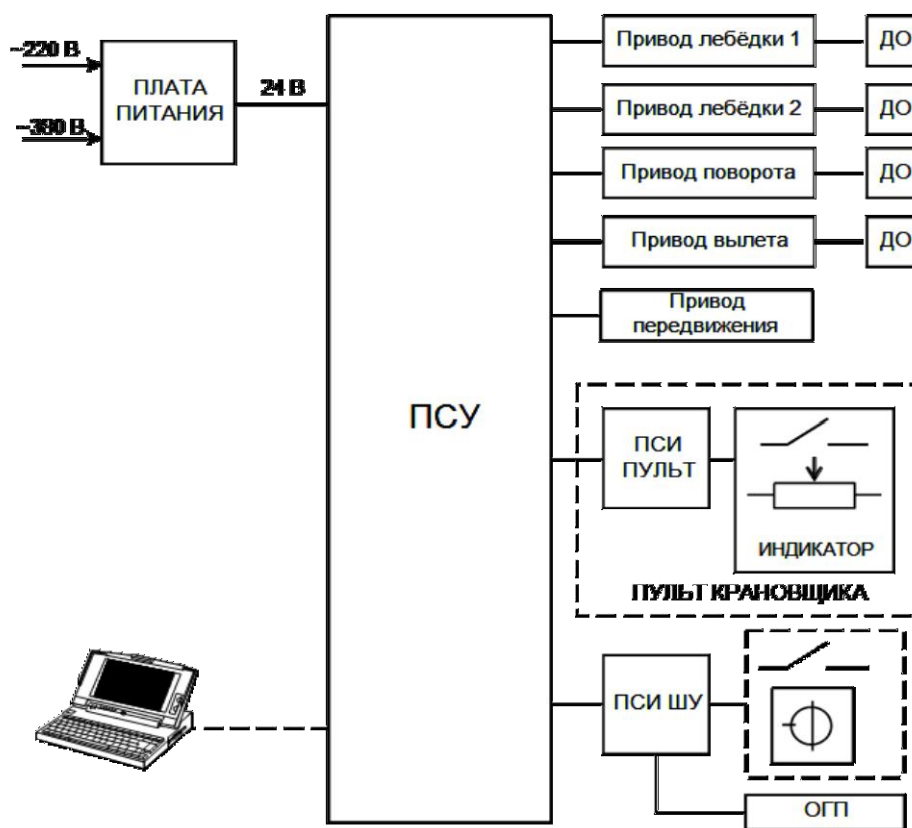 ~220 В
~380 В
ПЛАТА
ПИТАНИЯ
24 В
ПСУ
Привод лебёдки 1
ДО
Привод лебёдки 2
ДО
Привод поворота
ДО
Привод вылета
ДО
Привод
передвижения
ПСИ
ПУЛЬТ
ИНДИКАТОР
ПУЛЬТ КРАНОВЩИКА
ПСИ ШУ
ОГП